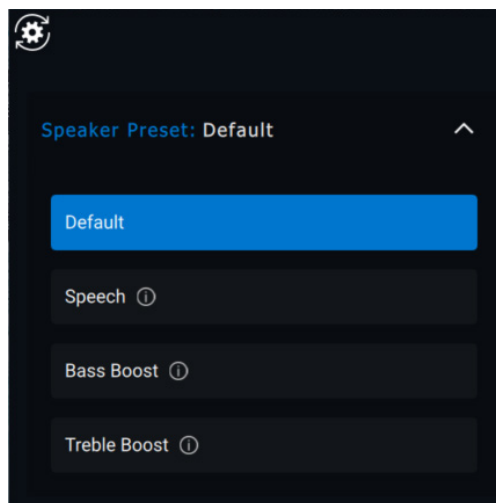 Speaker Preset: Default
Default
Speech
Bass Boost
Treble Boost